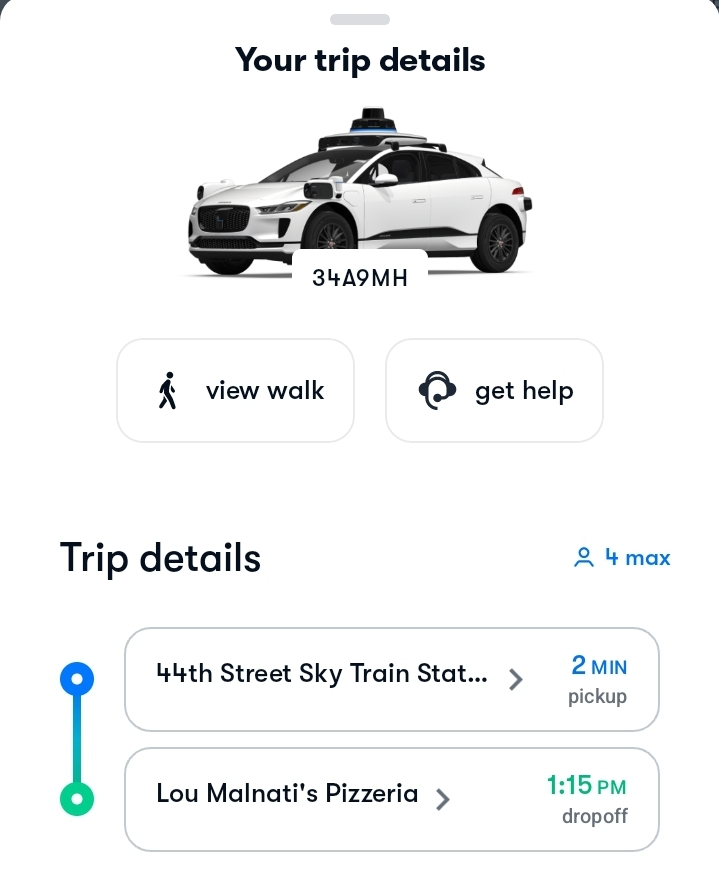 Your trip details
34A9MH
view walk
get help
Trip details
4 max
44th Street Sky Train Stat...
2 MIN
pickup
Lou Malnati's Pizzeria
1:15 PM
dropoff